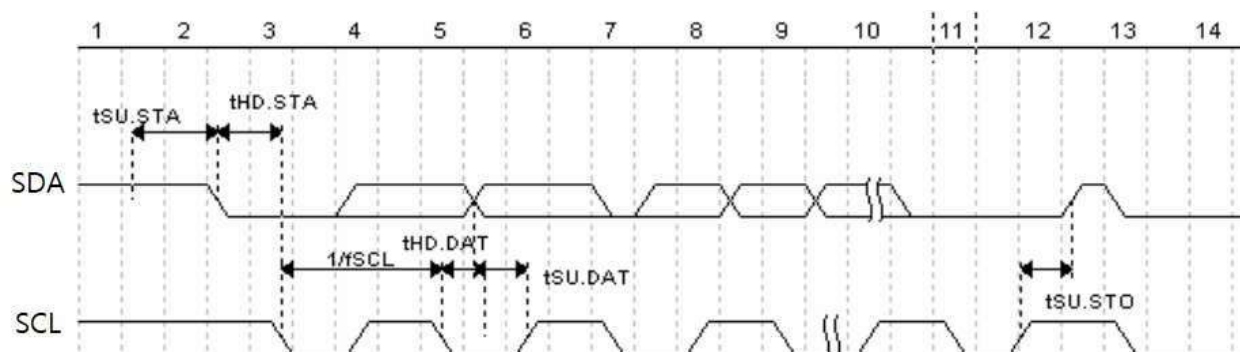 1 2 3 4 5 6 7 8 9 10 11 12 13 14
tHD.STA
tSU.STA
SDA
tHD.DAT
1/fSCL
tSU.DAT
tSU.STO
SCL